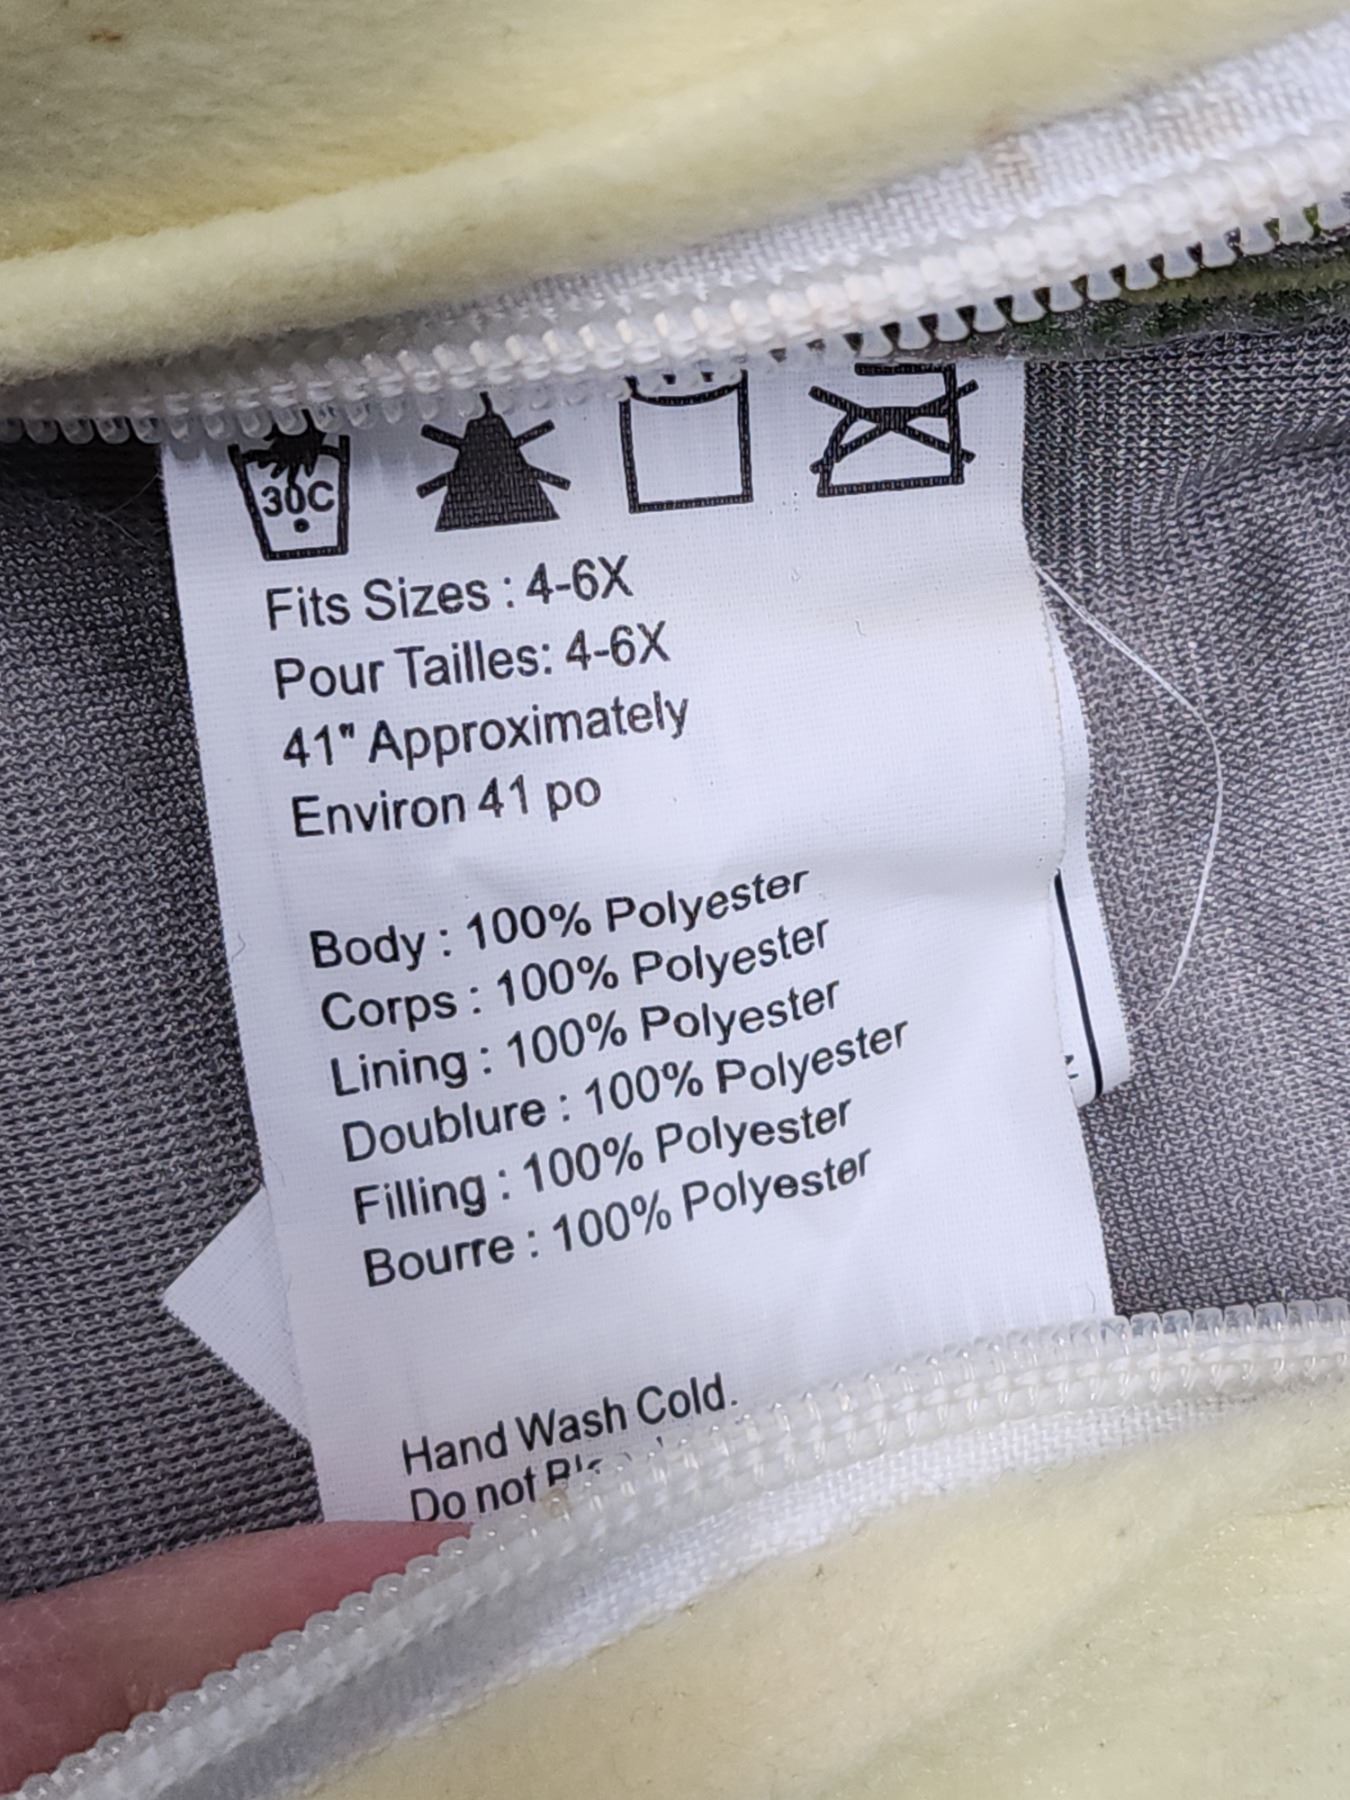 30C
Fits Sizes : 4-6X
Pour Tailles: 4-6X
41" Approximately
Environ 41 po
Body : 100% Polyester
Corps : 100% Polyester
Lining : 100% Polyester
Doublure : 100% Polyester
Filling : 100% Polyester
Bourre : 100% Polyester
Hand Wash Cold.
Do not